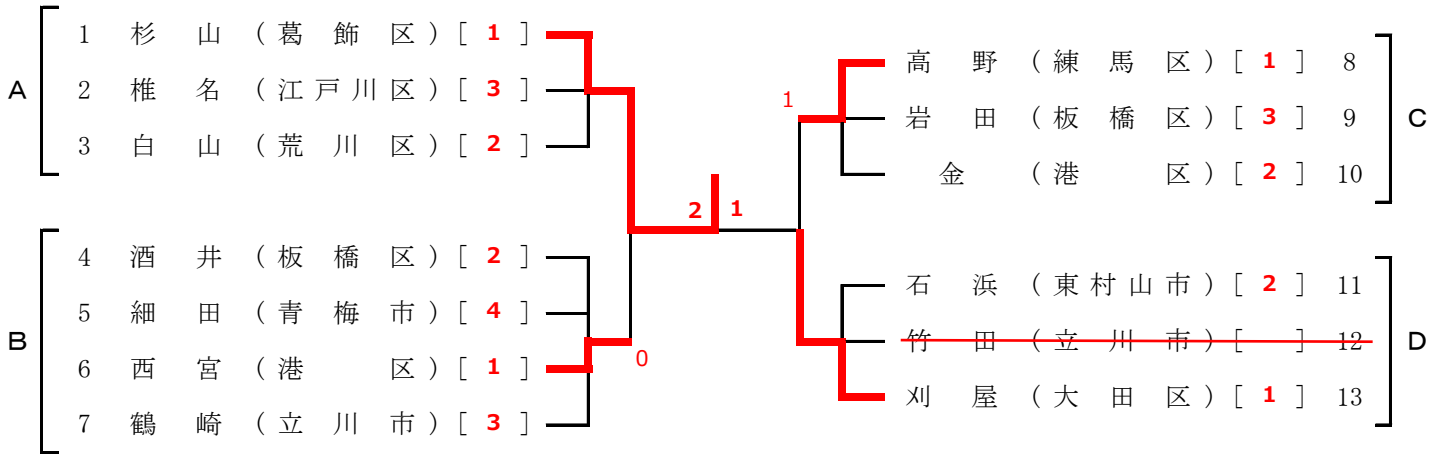 A
1 杉 山 (葛 飾 区) [ 1 ]
2 椎 名 (江戸川区) [ 3 ]
3 白 山 (荒 川 区) [ 2 ]
B
4 酒 井 (板 橋 区) [ 2 ]
5 細 田 (青 梅 市) [ 4 ]
6 西 宮 (港 区) [ 1 ]
7 鶴 崎 (立 川 市) [ 3 ]
0
2 1
1
高 野 (練 馬 区) [ 1 ] 8
岩 田 (板 橋 区) [ 3 ] 9
金 (港 区) [ 2 ] 10
C
石 浜 (東村山市) [ 2 ] 11
竹 田 (立 川 市) [ ] 12
刈 屋 (大 田 区) [ 1 ] 13
D